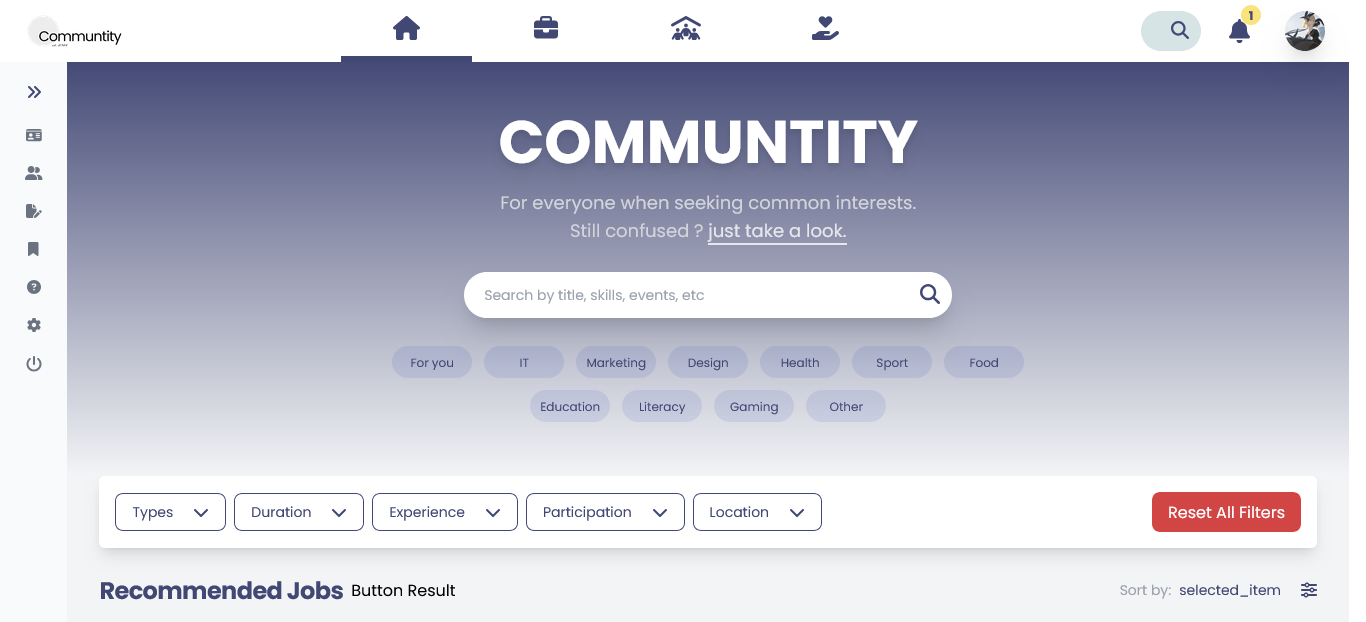 Communtity
1
COMMUNTITY
For everyone when seeking common interests.
Still confused ? just take a look.
Search by title, skills, events, etc
For you IT Marketing Design Health Sport Food
Education Literacy Gaming Other
Types Duration Experience Participation Location Reset All Filters
Recommended Jobs Button Result Sort by: selected_item